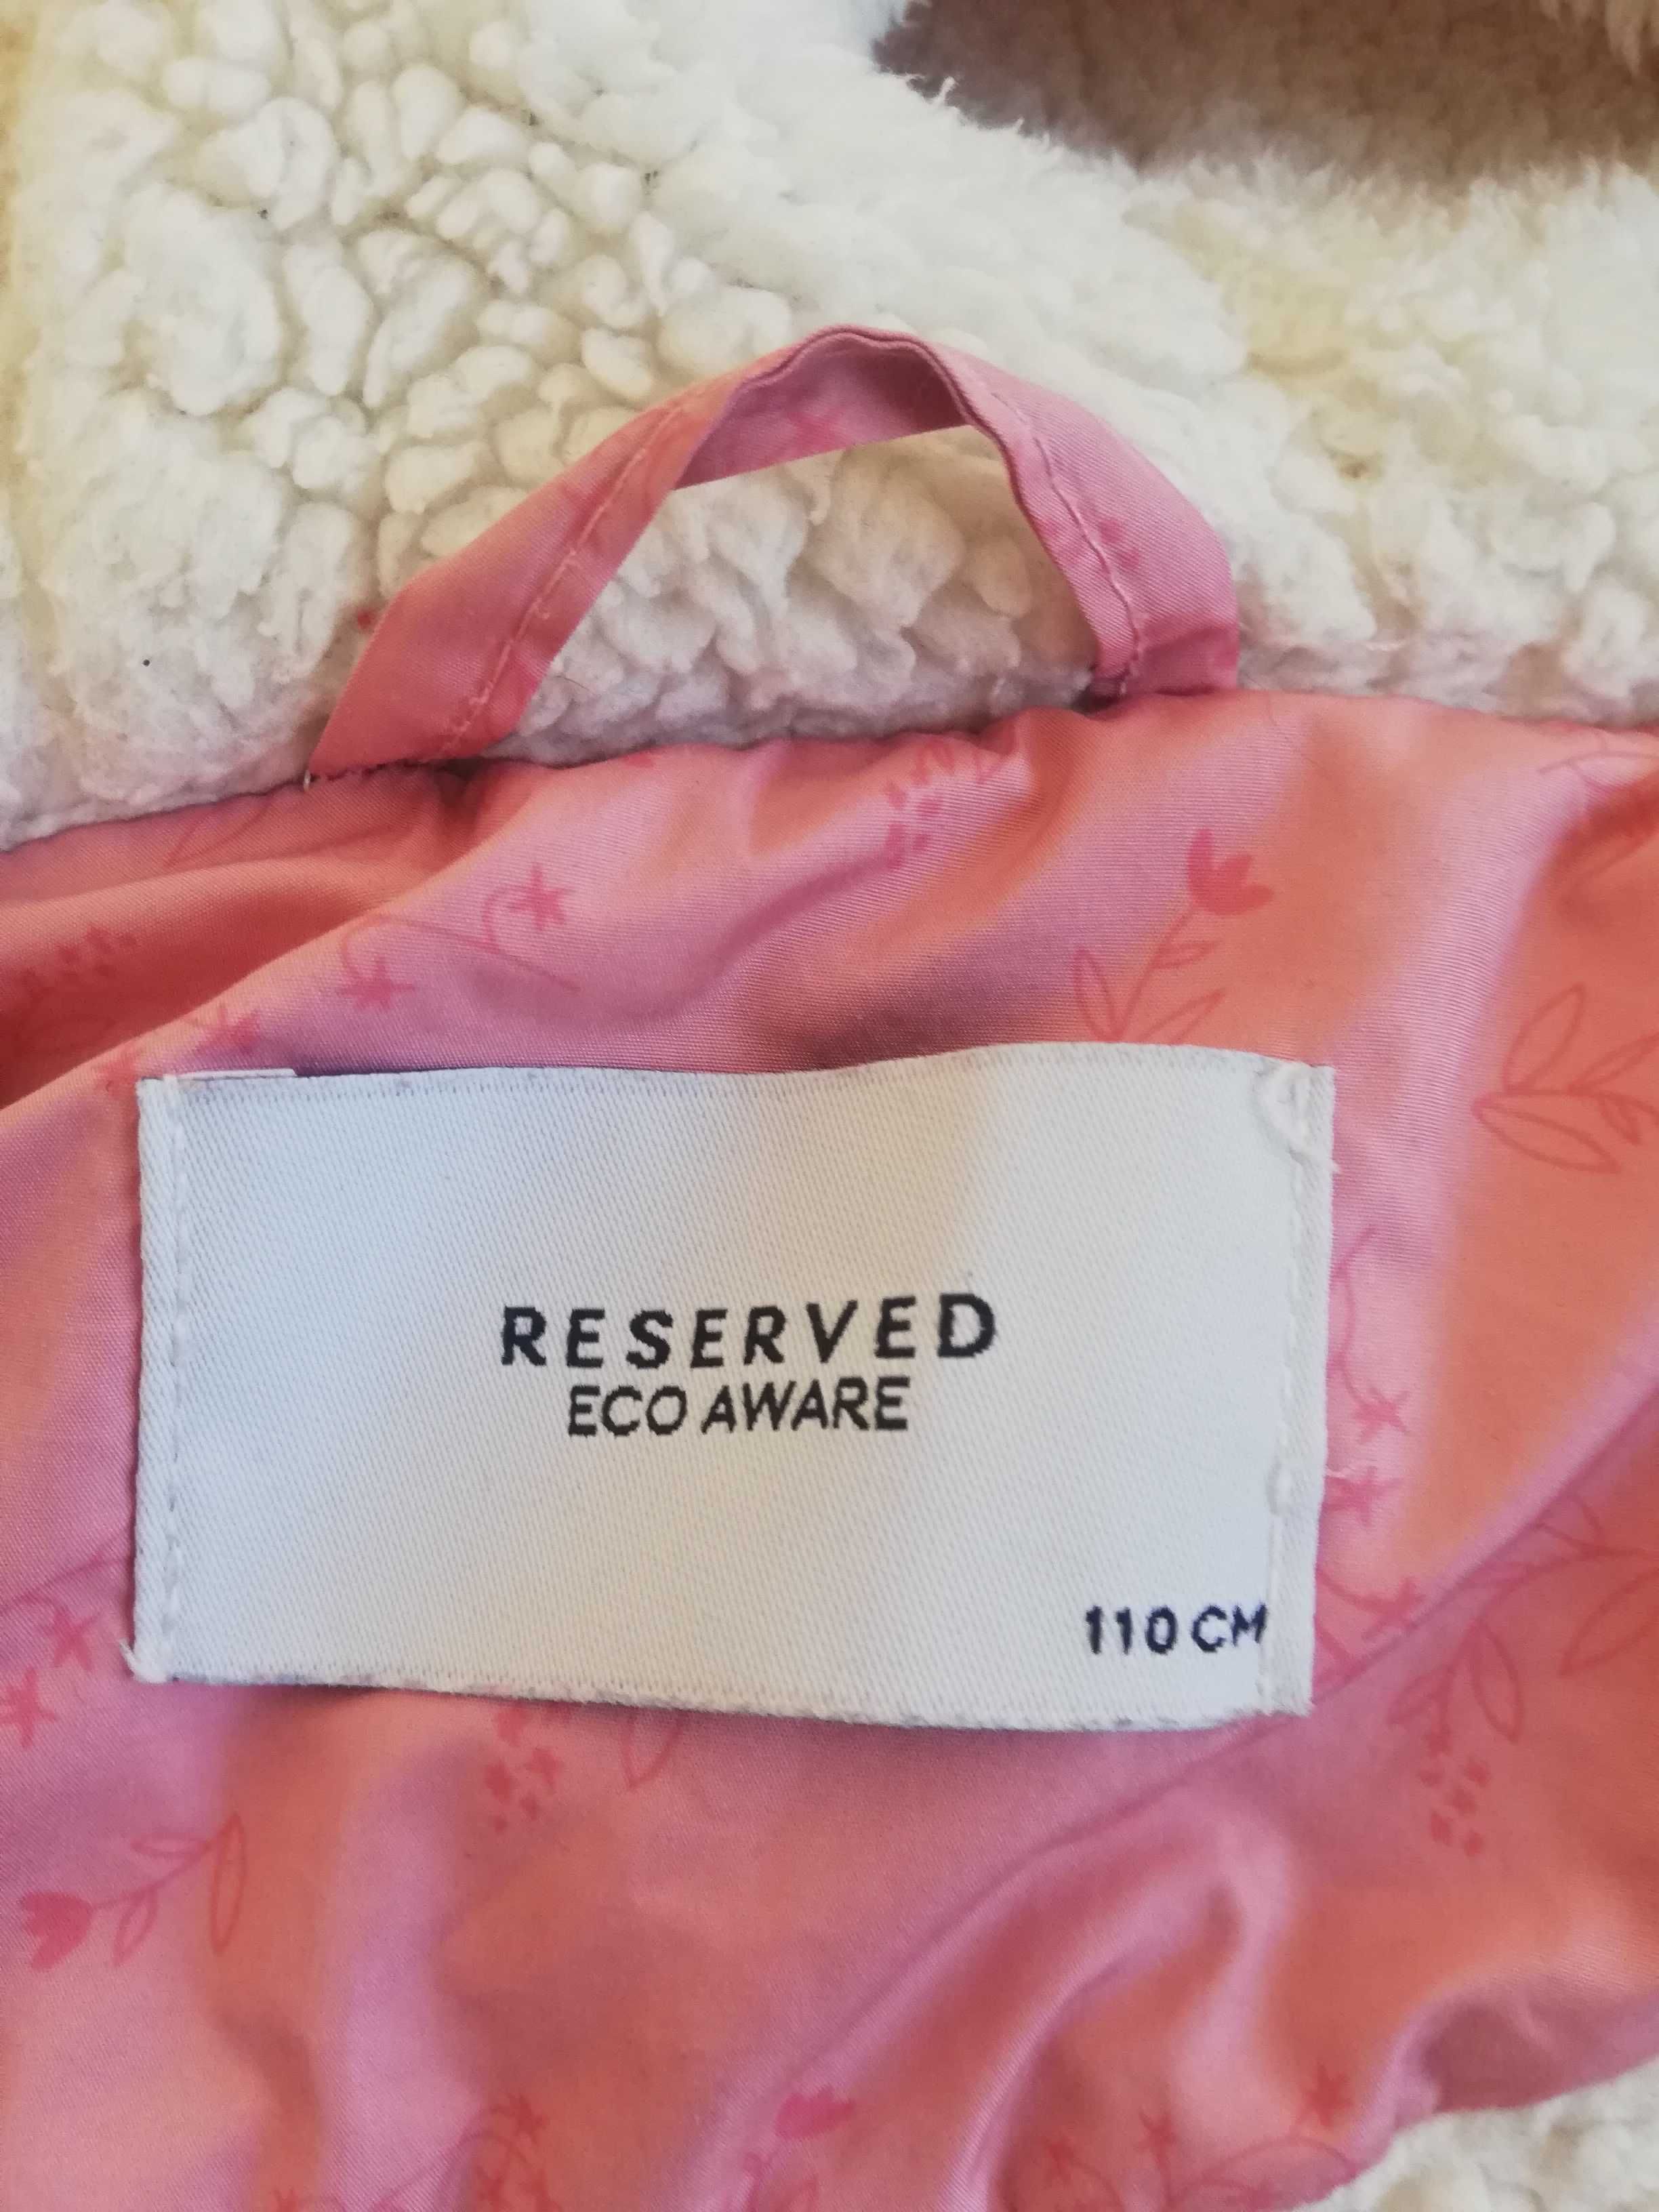 RESERVED
ECO AWARE
110 CM